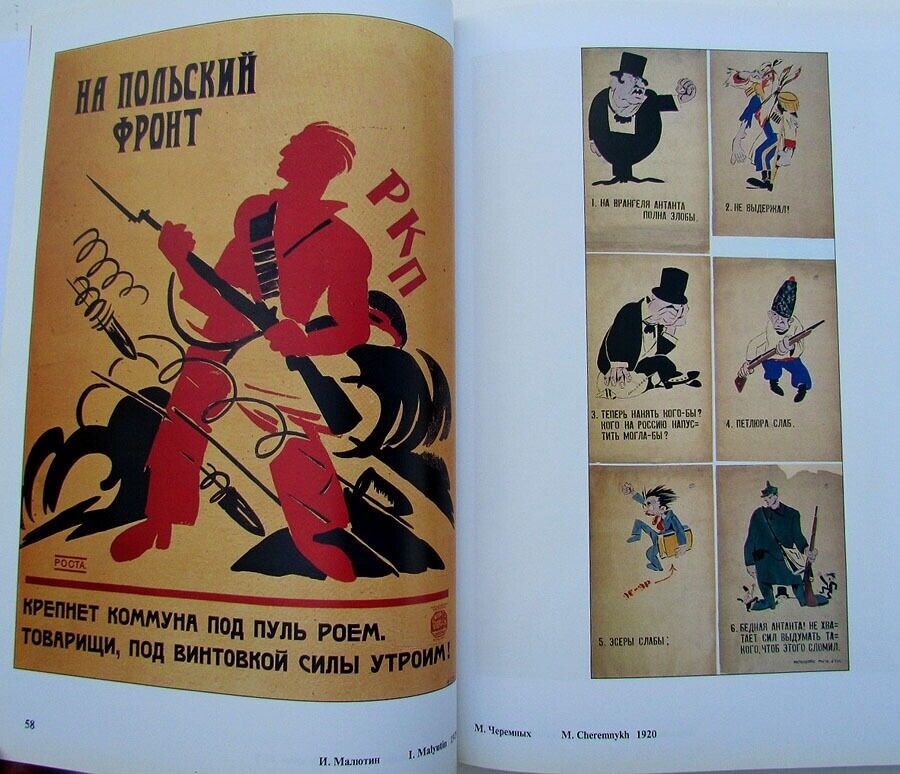 НА ПОЛЬСКИЙ
ФРОНТ
РКП
РОСТА.
КРЕПНЕТ КОММУНА ПОД ПУЛЬ РОЕМ.
ТОВАРИЩИ, ПОД ВИНТОВКОЙ СИЛЫ УТРОИМ!
58
И. Малютин I. Malyutin
1. НА ВРАНГЕЛЯ АНТАНТА
ПОЛНА ЗЛОБЫ.
2. НЕ ВЫДЕРЖАЛ!
3. ТЕПЕРЬ НАНЯТЬ КОГО-БЫ?
КОГО НА РОССИЮ НАПУС=
ТИТЬ МОГЛА-БЫ?
4. ПЕТЛЮРА СЛАБ.
5. ЭСЕРЫ СЛАБЫ;
6. БЕДНАЯ АНТАНТА! НЕ ХВА=
ТАЕТ СИЛ ВЫДУМАТЬ ТА=
КОГО, ЧТОБ ЭТОГО СЛОМИЛ.
М. Черемных M. Cheremnykh 1920